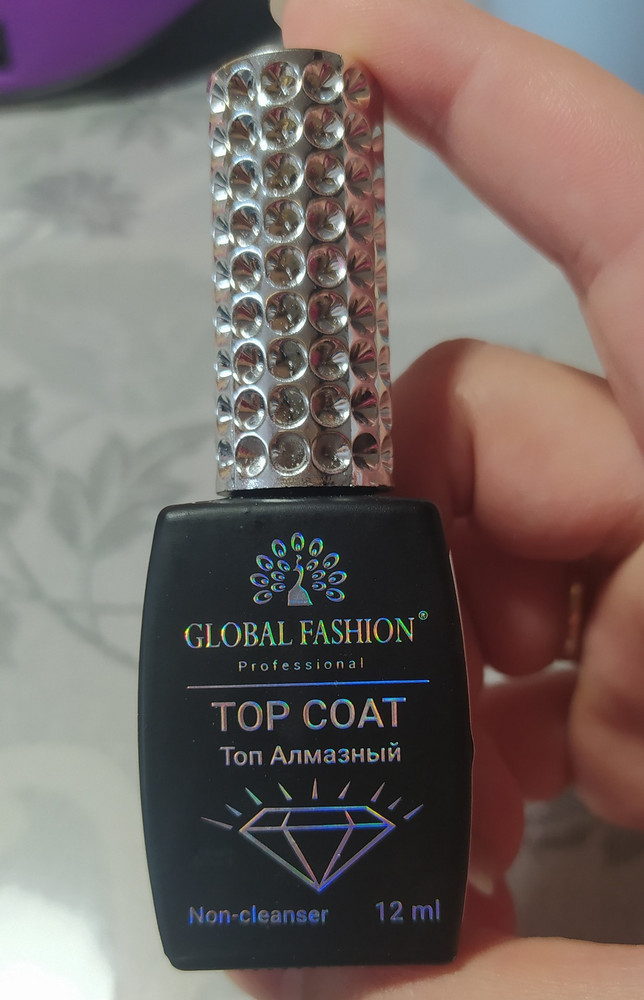 GLOBAL FASHION®
Professional
TOP COAT
Топ Алмазный
Non-cleanser 12 ml